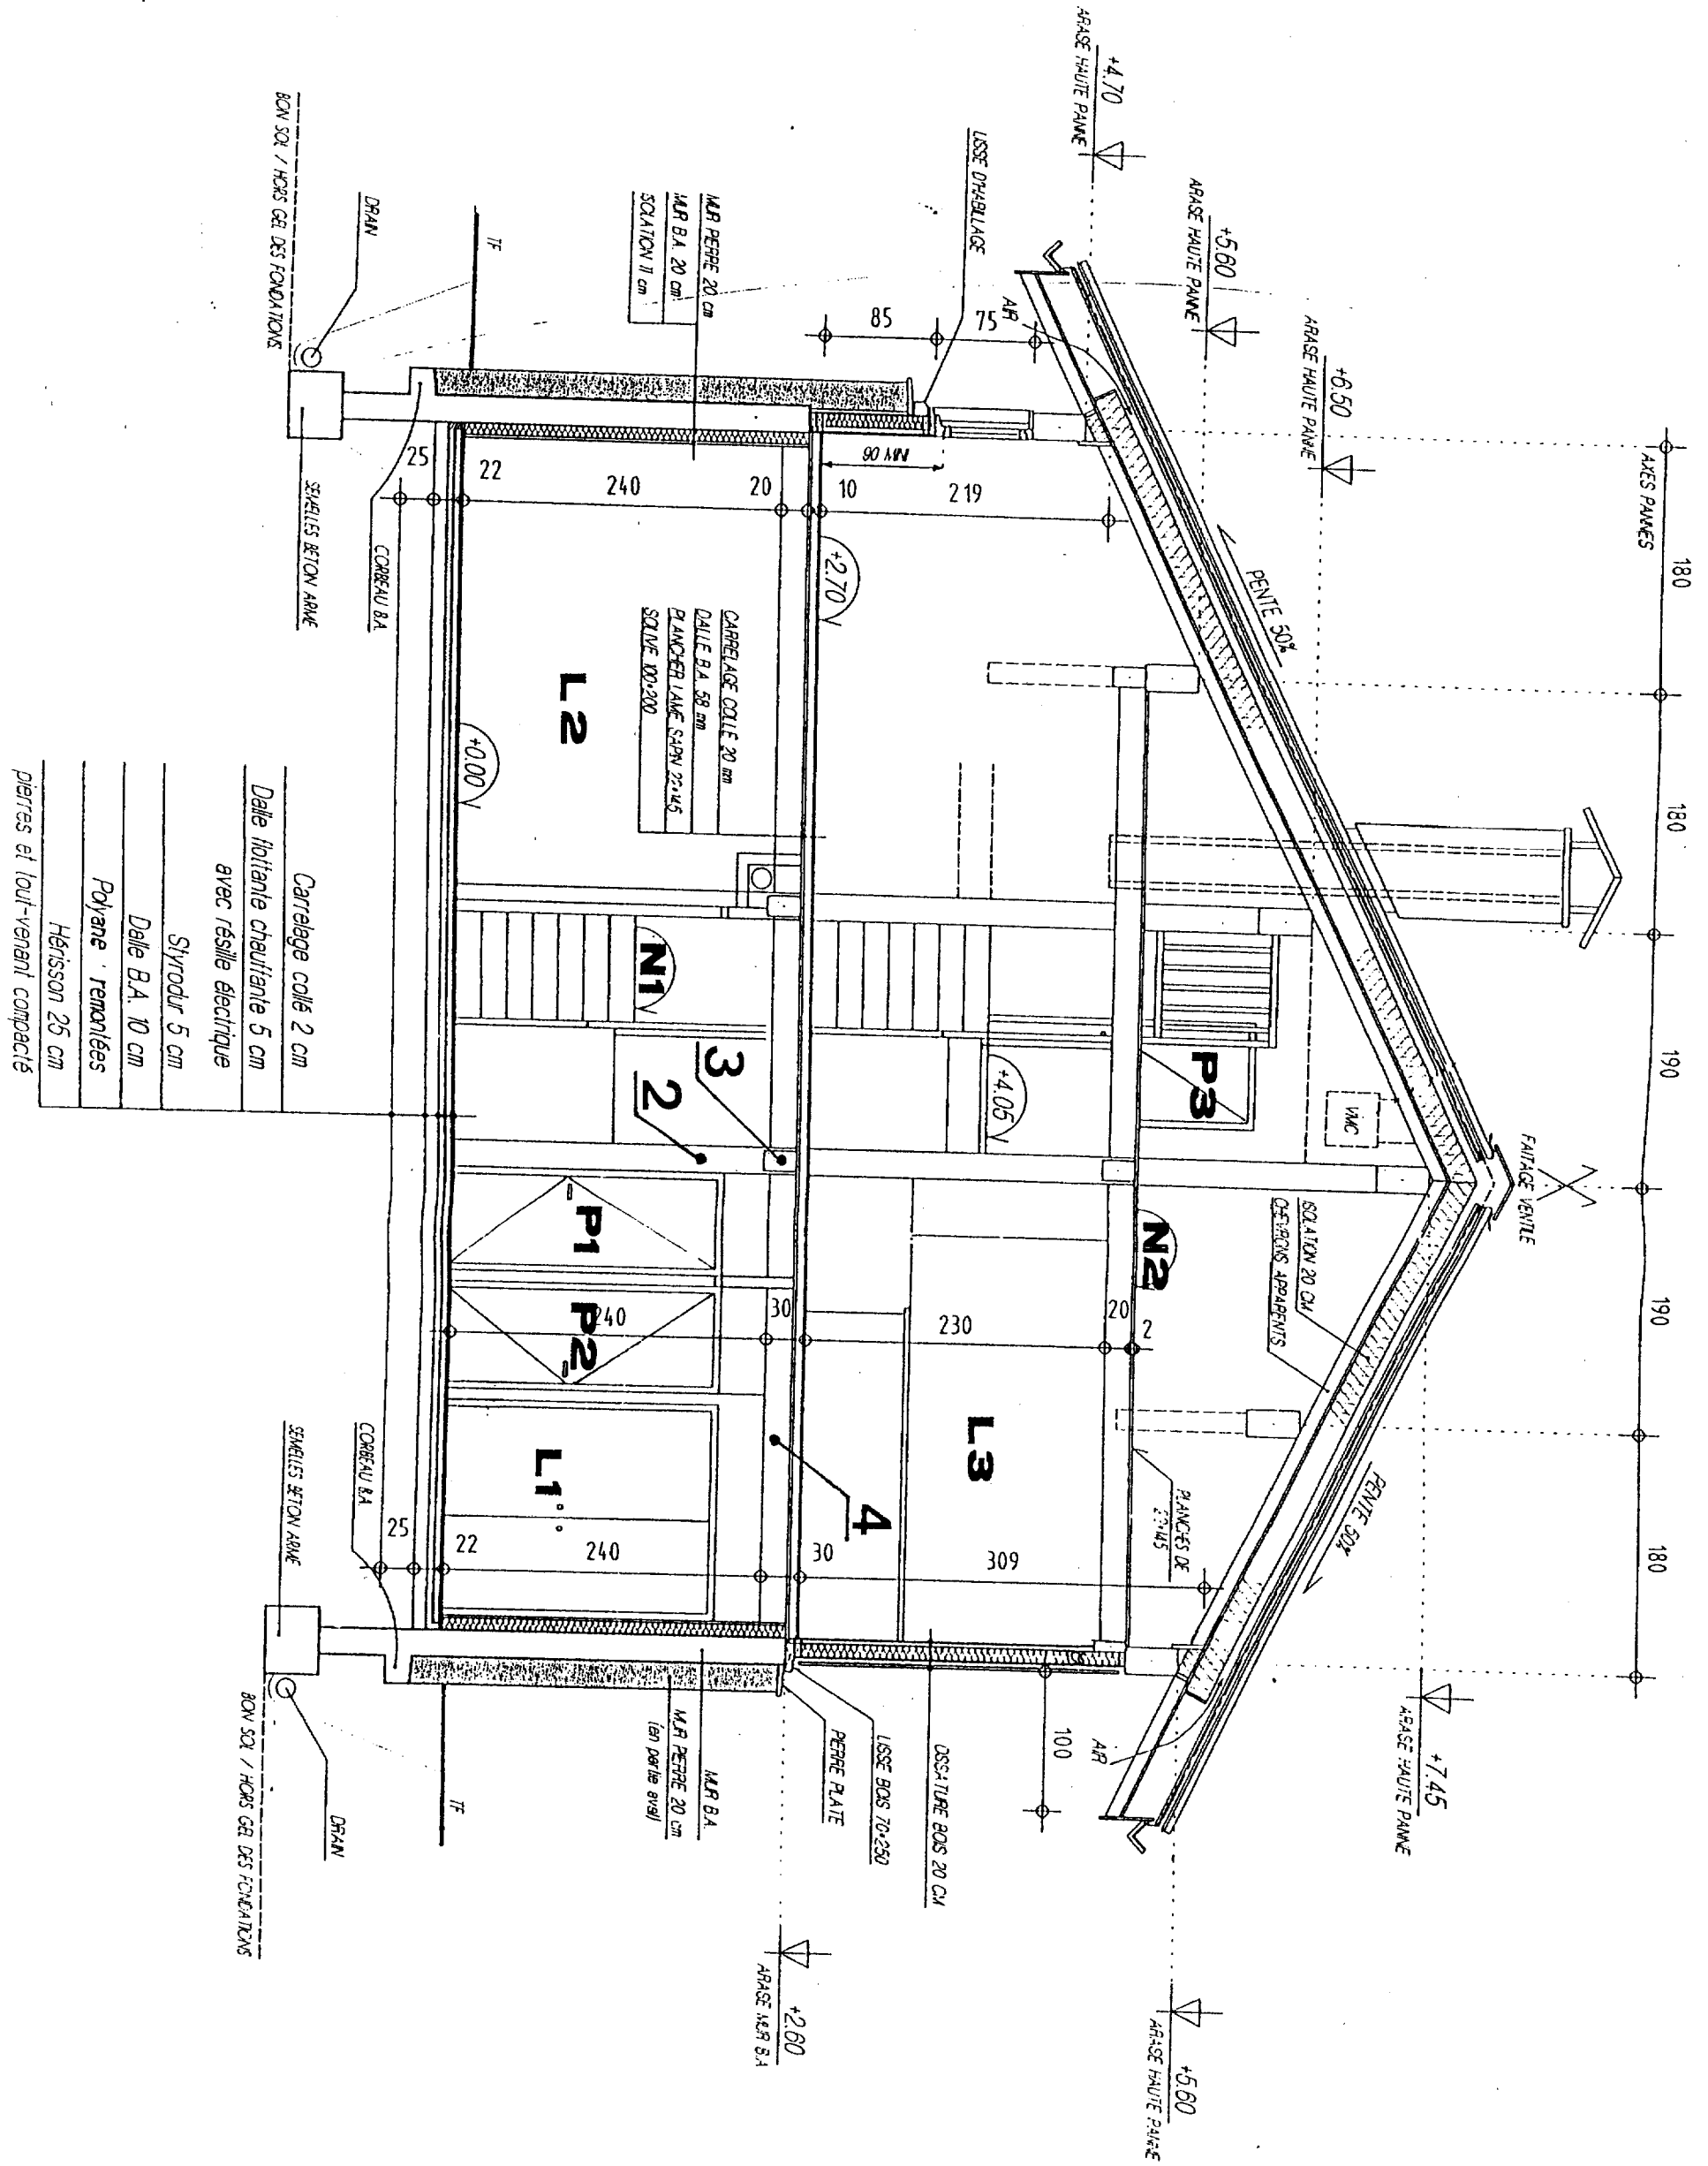 180
180
190
190
180
AXES PANNES
+4.70
ARASE HAUTE PANNE
+5.60
ARASE HAUTE PANNE
+6.50
ARASE HAUTE PANNE
FAITAGE VENTILE
+7.45
ARASE HAUTE PANNE
+5.60
ARASE HAUTE PANNE
+2.60
ARASE MUR B.A
PENTE 50%
PENTE 50%
AIR
AIR
VMC
ISOLATION 20 CM
CHEVRONS APPARENTS
PLANCHES DE
22*145
LISSE D'HABILLAGE
75
85
219
10
20
240
22
25
90 MINI
MUR PIERRE 20 cm
MUR B.A. 20 cm
ISOLATION 11 cm
+2.70
CARRELAGE COLLE 20 mm
DALLE B.A. 58 mm
PLANCHER LAME SAPIN 22*145
SOLIVE 100*200
L2
+0.00
N1
3
2
+4.05
P3
N2
P1
P2
L1
L3
4
2
20
230
30
240
309
30
240
22
25
100
OSSATURE BOIS 20 CM
LISSE BOIS 70*250
PIERRE PLATE
MUR B.A.
MUR PIERRE 20 cm
(en partie aval)
TF
TF
DRAIN
DRAIN
BON SOL / HORS GEL DES FONDATIONS
BON SOL / HORS GEL DES FONDATIONS
SEMELLES BETON ARME
SEMELLES BETON ARME
CORBEAU B.A
CORBEAU B.A
Carrelage collé 2 cm
Dalle flottante chauffante 5 cm
avec résille électrique
Styrodur 5 cm
Dalle B.A. 10 cm
Polyane remontées
Hérisson 25 cm
pierres et tout-venant compacté